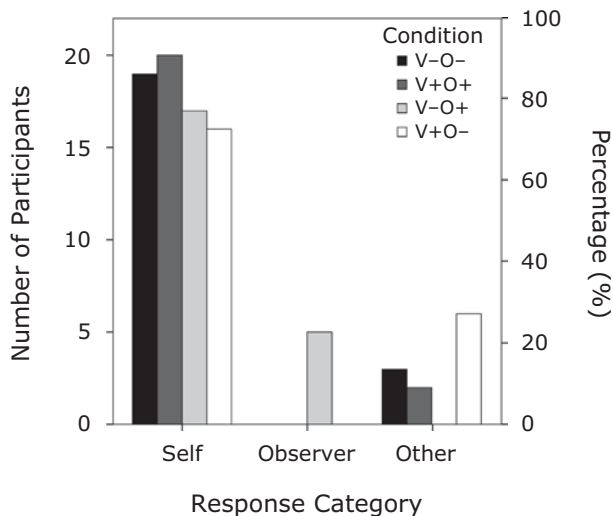 Number of Participants
20
15
10
5
0
Condition
V−O−
V+O+
V−O+
V+O−
100
80
60
40
20
0
Percentage (%)
Self
Observer
Other
Response Category